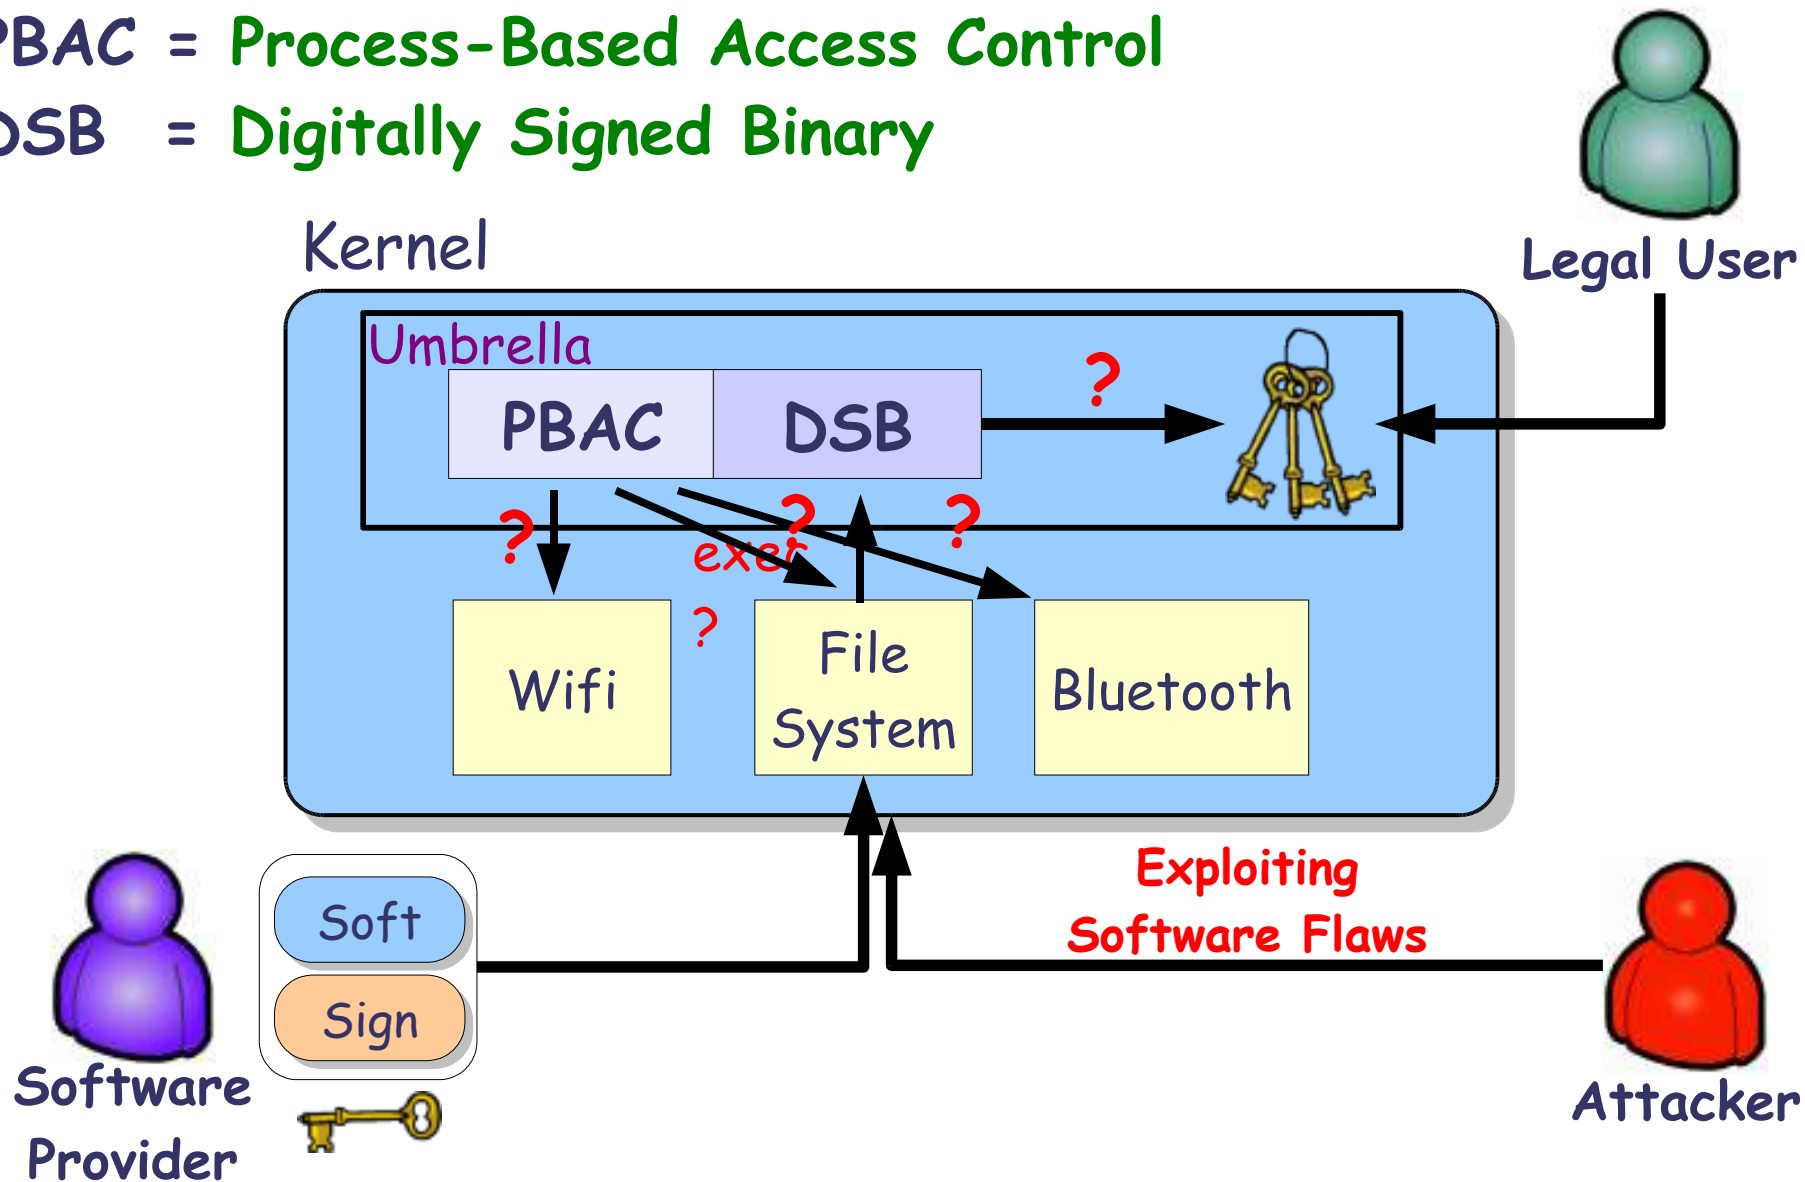 PBAC = Process-Based Access Control
DSB = Digitally Signed Binary
Legal User
Kernel
Umbrella
?
PBAC
DSB
?
?
?
exec
?
Wifi
File
System
Bluetooth
Exploiting
Software Flaws
Soft
Sign
Software
Provider
Attacker